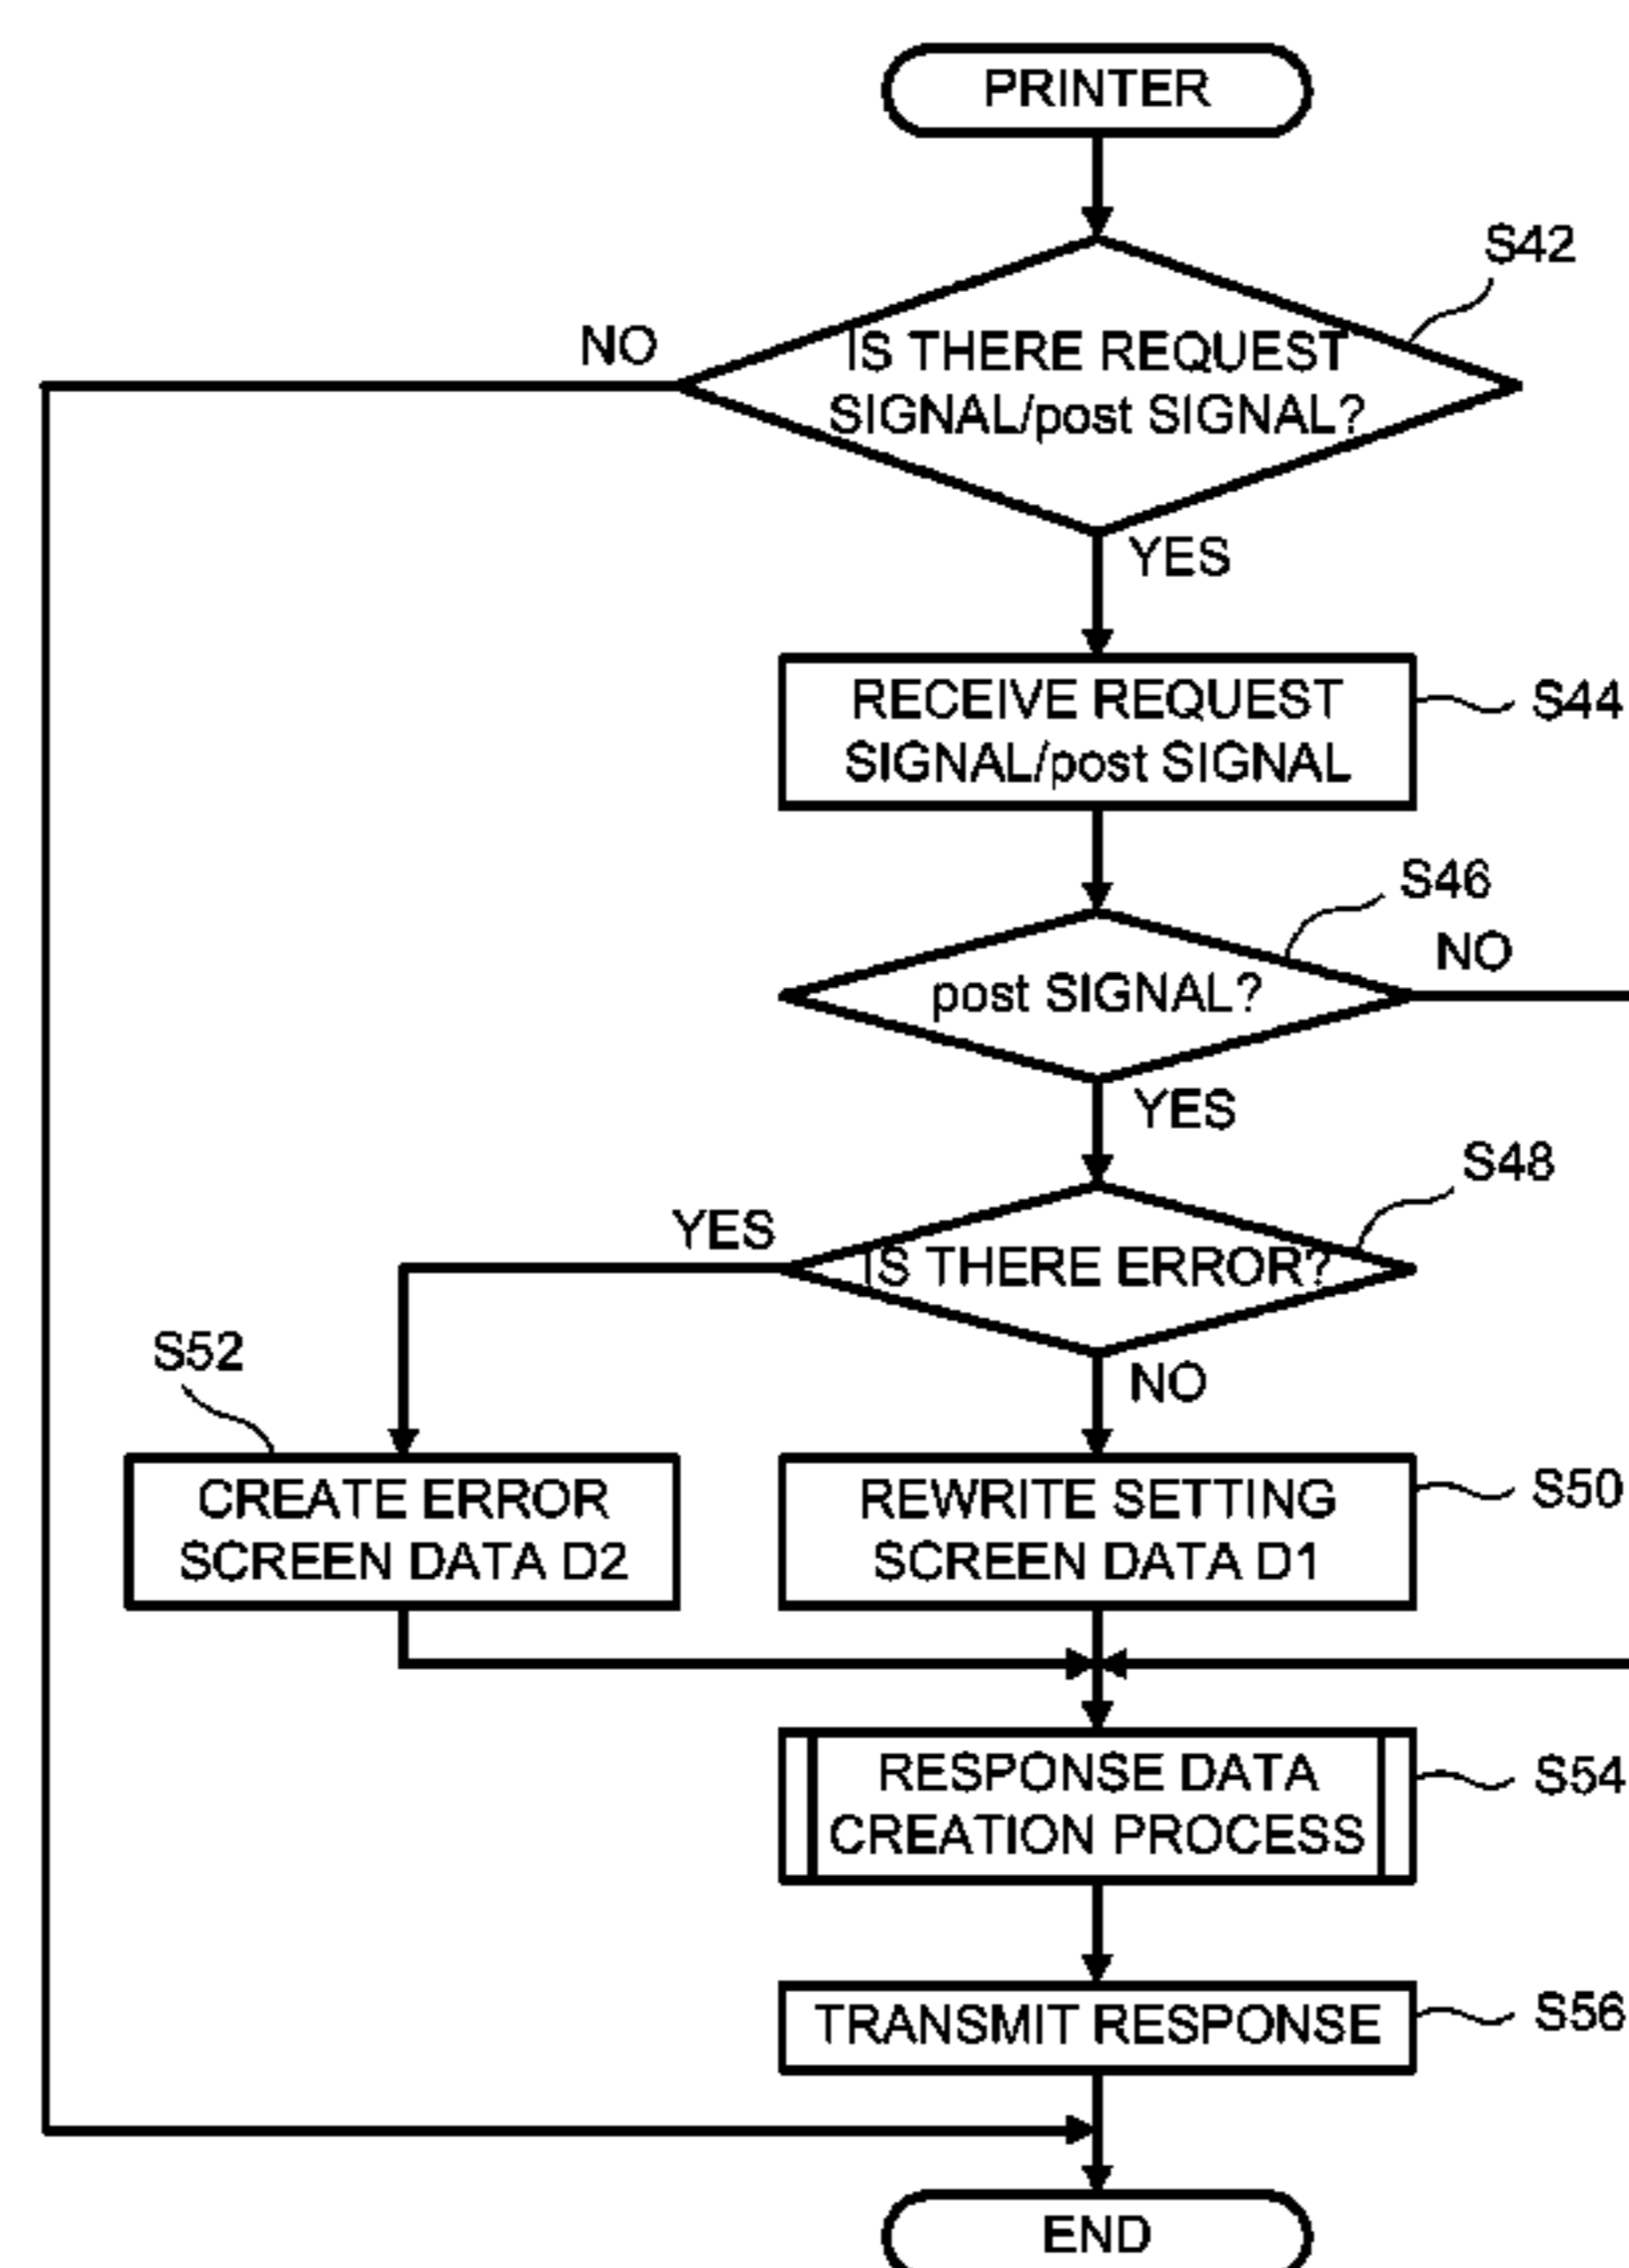 PRINTER
S42
NO
IS THERE REQUEST
SIGNAL/post SIGNAL?
YES
RECEIVE REQUEST
SIGNAL/post SIGNAL
S44
S46
NO
post SIGNAL?
YES
S48
YES
IS THERE ERROR?
NO
S52
CREATE ERROR
SCREEN DATA D2
REWRITE SETTING
SCREEN DATA D1
S50
RESPONSE DATA
CREATION PROCESS
S54
TRANSMIT RESPONSE
S56
END